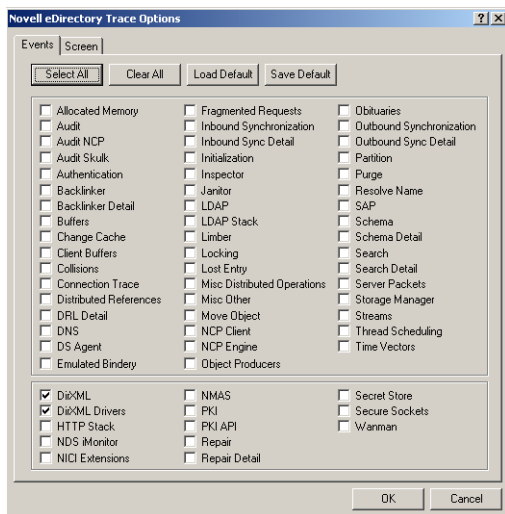 Novell eDirectory Trace Options
Events Screen
Select All Clear All Load Default Save Default
Allocated Memory Fragmented Requests Obituaries
Audit Inbound Synchronization Outbound Synchronization
Audit NCP Inbound Sync Detail Outbound Sync Detail
Audit Skulk Initialization Partition
Authentication Inspector Purge
Backlinker Janitor Resolve Name
Backlinker Detail LDAP SAP
Buffers LDAP Stack Schema
Change Cache Limber Schema Detail
Client Buffers Locking Search
Collisions Lost Entry Search Detail
Connection Trace Misc Distributed Operations Server Packets
Distributed References Misc Other Storage Manager
DRL Detail Move Object Streams
DNS NCP Client Thread Scheduling
DS Agent NCP Engine Time Vectors
Emulated Bindery Object Producers
DirXML NMAS Secret Store
DirXML Drivers PKI Secure Sockets
HTTP Stack PKI API Wanman
NDS iMonitor Repair
NICI Extensions Repair Detail
OK Cancel